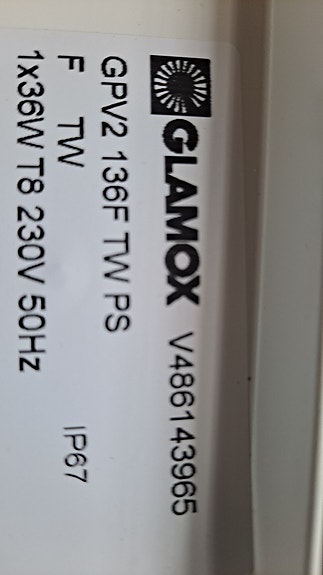 GLAMOX V486143965
GPV2 136F TW PS
F TW IP67
1x36W T8 230V 50Hz